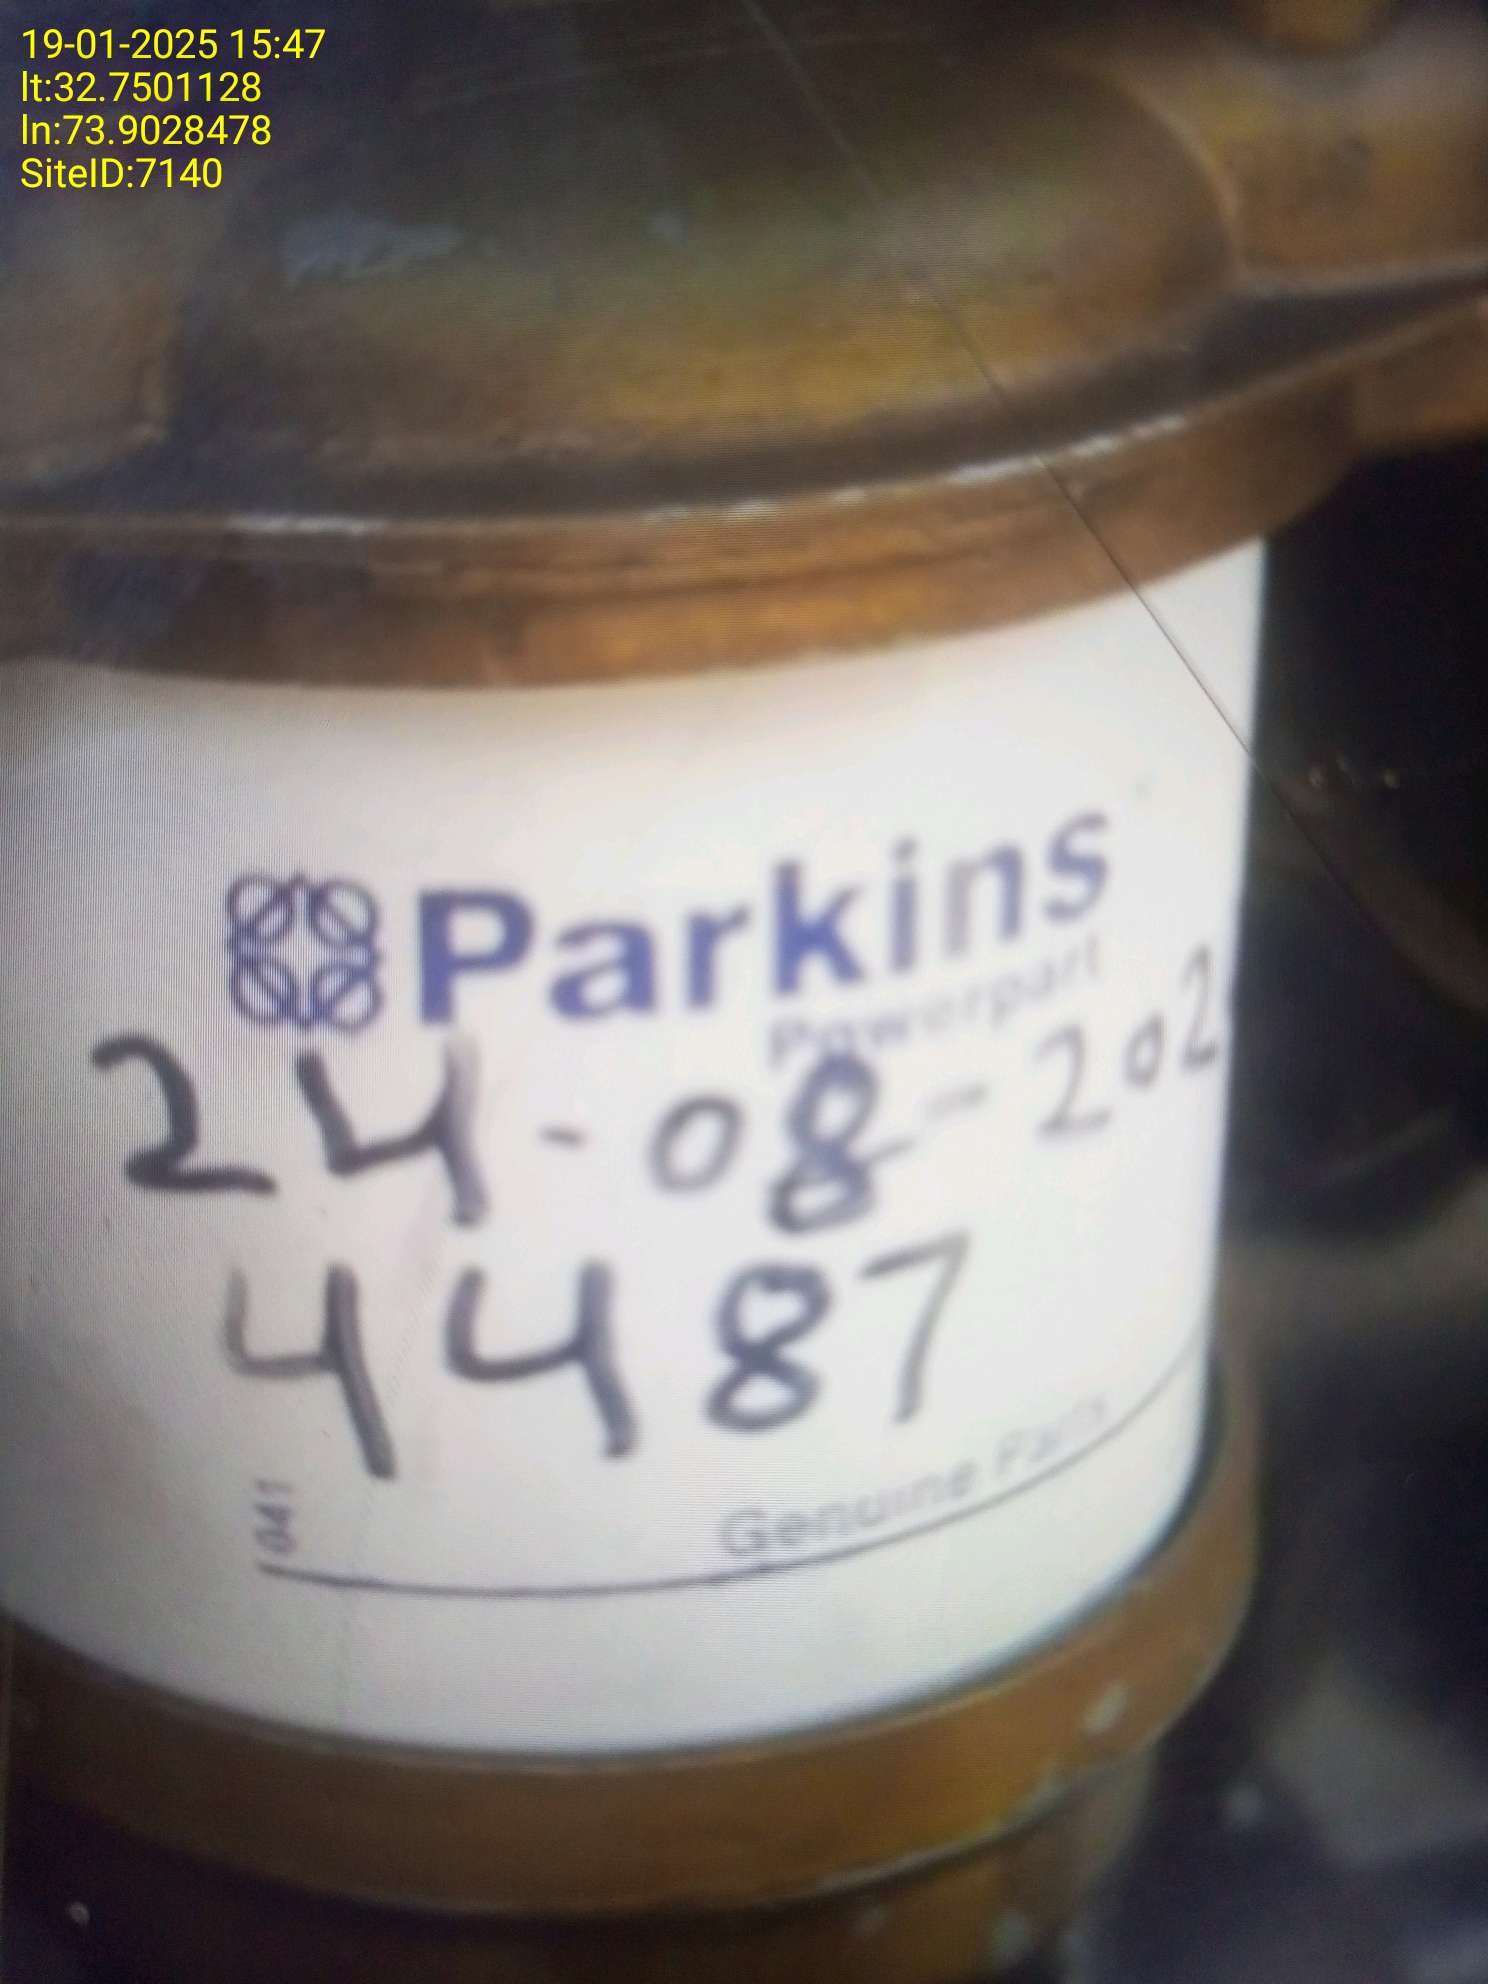 19-01-2025 15:47
lt:32.7501128
ln:73.9028478
SiteID:7140
Parkins
Powerpart
24-08-202
4487
041
Genuine Parts